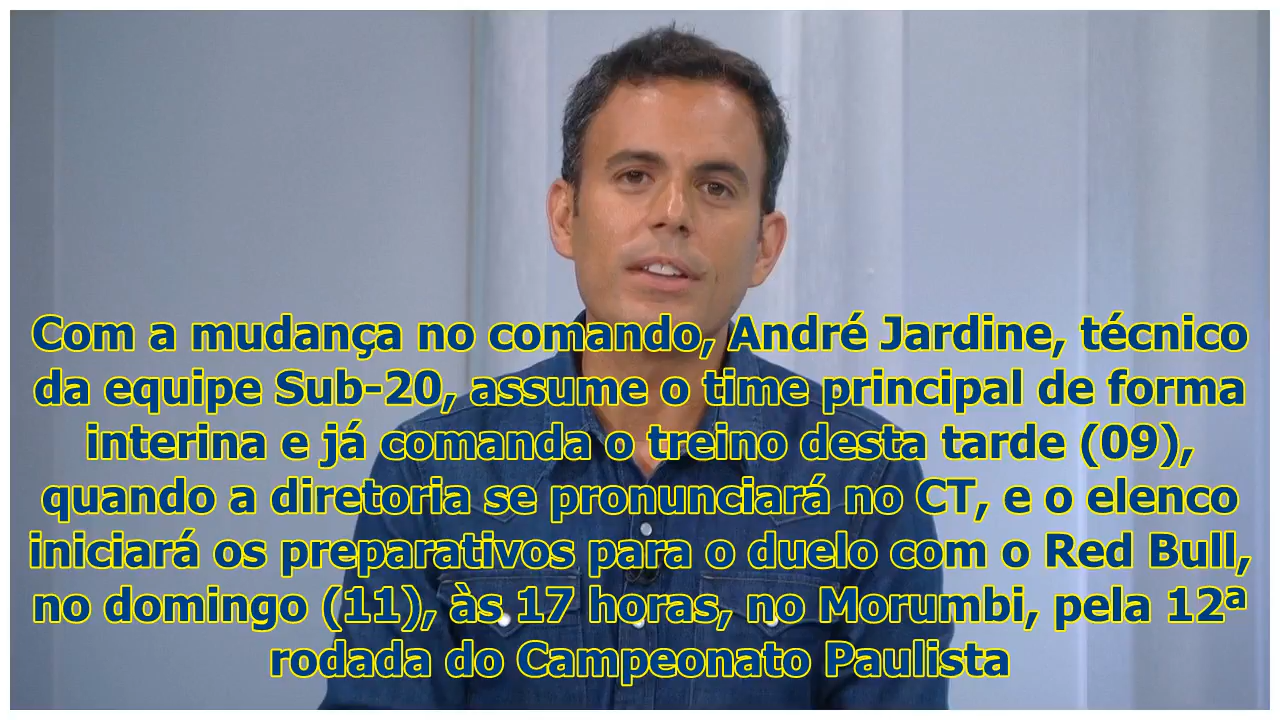 Com a mudança no comando, André Jardine, técnico
da equipe Sub-20, assume o time principal de forma
interina e já comanda o treino desta tarde (09),
quando a diretoria se pronunciará no CT, e o elenco
iniciará os preparativos para o duelo com o Red Bull,
no domingo (11), às 17 horas, no Morumbi, pela 12ª
rodada do Campeonato Paulista